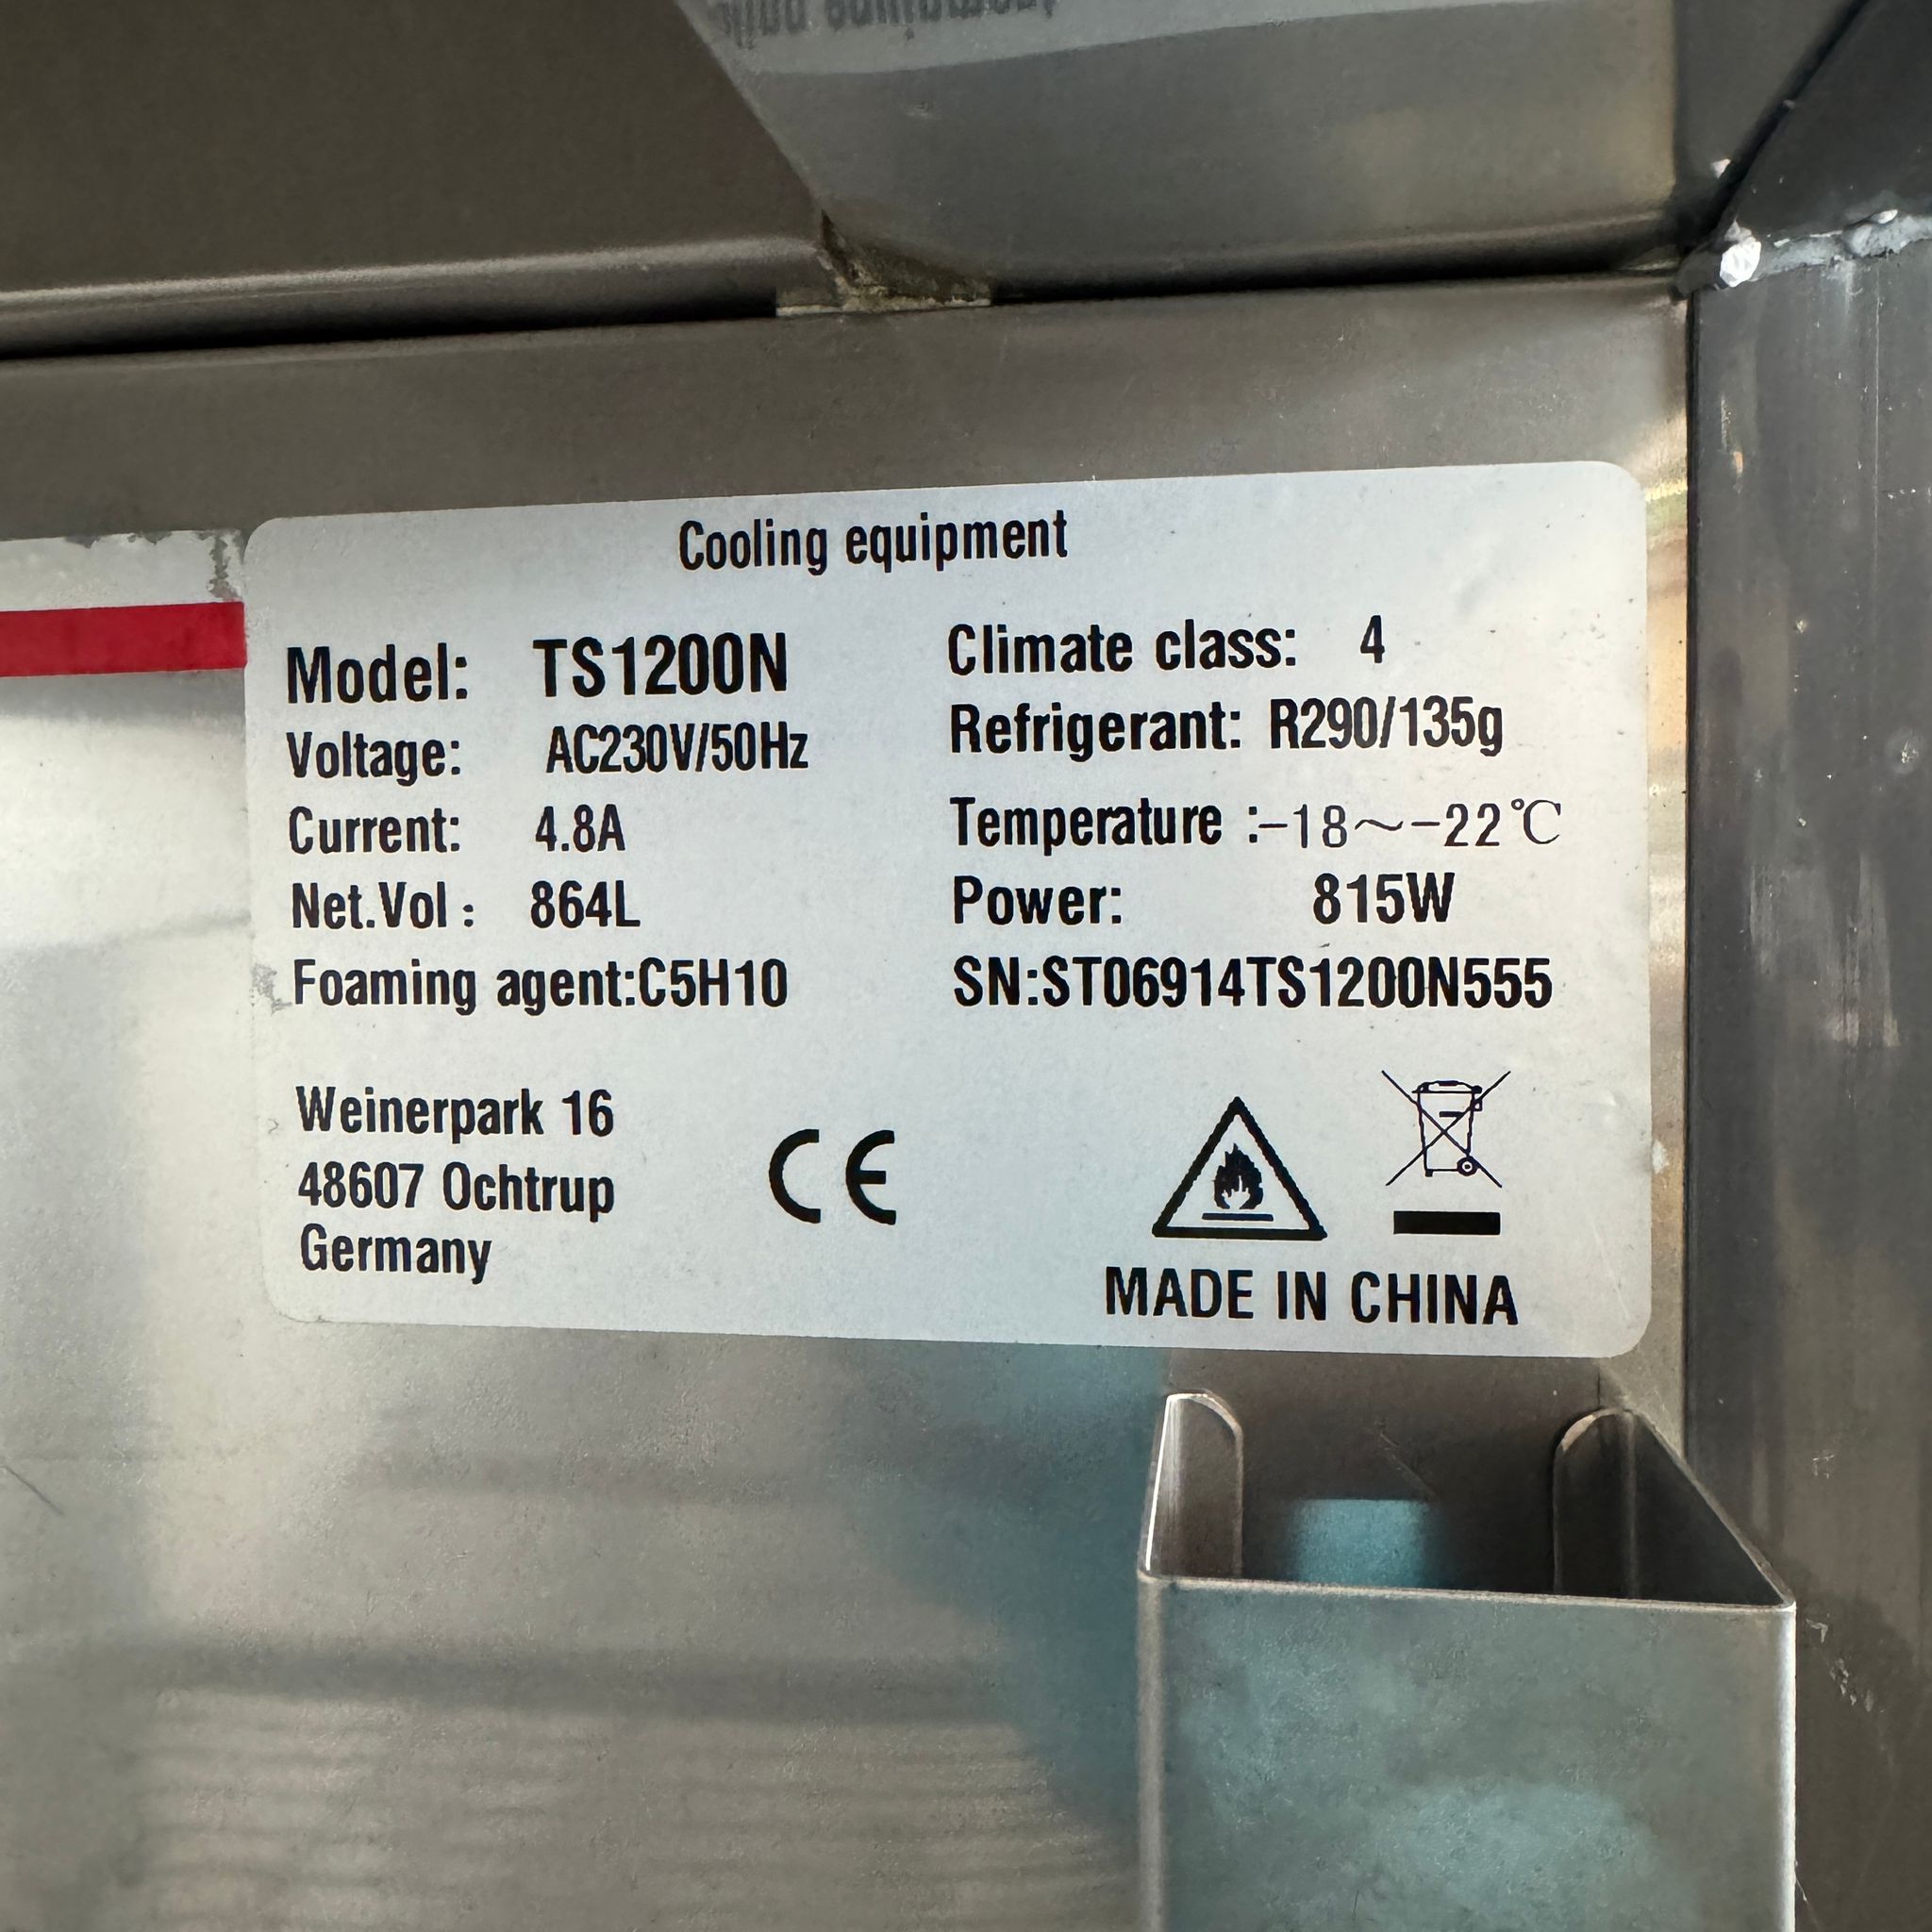 Cooling equipment
Model: TS1200N
Voltage: AC230V/50Hz
Current: 4.8A
Net.Vol: 864L
Foaming agent:C5H10
Climate class: 4
Refrigerant: R290/135g
Temperature :-18~-22℃
Power: 815W
SN:ST06914TS1200N555
Weinerpark 16
48607 Ochtrup
Germany
CE
MADE IN CHINA